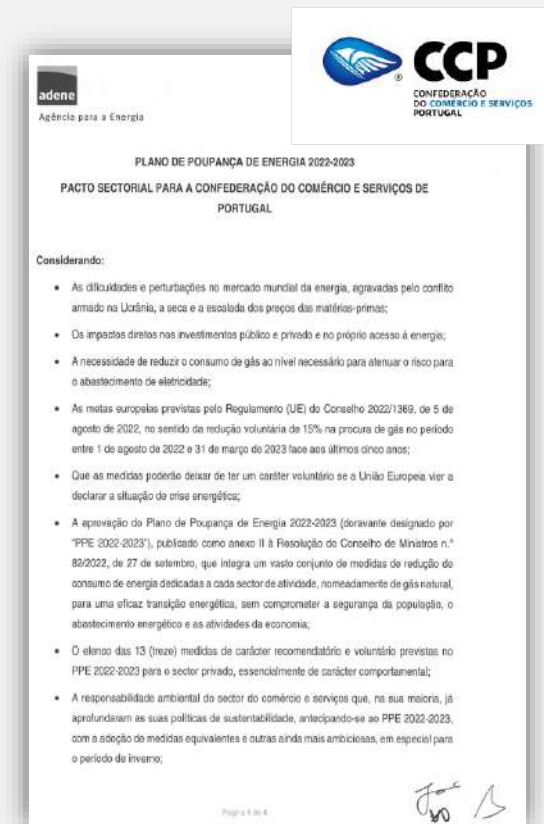 adene
Agência para a Energia
®
CCP
CONFEDERAÇÃO
DO COMÉRCIO E SERVIÇOS
PORTUGAL
PLANO DE POUPANÇA DE ENERGIA 2022-2023
PACTO SECTORIAL PARA A CONFEDERAÇÃO DO COMÉRCIO E SERVIÇOS DE
PORTUGAL
Considerando:
• As dificuldades e perturbações no mercado mundial da energia, agravadas pelo conflito
armado na Ucrânia, a seca e a escalada dos preços das matérias-primas;
• Os impactos diretos nos investimentos público e privado e no próprio acesso à energia;
• A necessidade de reduzir o consumo de gás ao nível necessário para atenuar o risco para
o abastecimento de eletricidade;
• As metas europeias previstas pelo Regulamento (UE) do Conselho 2022/1369, de 5 de
agosto de 2022, no sentido da redução voluntária de 15% na procura de gás no período
entre 1 de agosto de 2022 e 31 de março de 2023 face aos últimos cinco anos;
• Que as medidas poderão deixar de ter um caráter voluntário se a União Europeia vier a
declarar a situação de crise energética;
• A aprovação do Plano de Poupança de Energia 2022-2023 (doravante designado por
"PPE 2022-2023"), publicado como anexo II à Resolução do Conselho de Ministros n.º
82/2022, de 27 de setembro, que integra um vasto conjunto de medidas de redução de
consumo de energia dedicadas a cada sector de atividade, nomeadamente de gás natural,
para uma eficaz transição energética, sem comprometer a segurança da população, o
abastecimento energético e as atividades da economia;
• O elenco das 13 (treze) medidas de carácter recomendatório e voluntário previstas no
PPE 2022-2023 para o sector privado, essencialmente de carácter comportamental;
• A responsabilidade ambiental do sector do comércio e serviços que, na sua maioria, já
aprofundaram as suas políticas de sustentabilidade, antecipando-se ao PPE 2022-2023,
com a adoção de medidas equivalentes e outras ainda mais ambiciosas, em especial para
o período de inverno;
Página 1 de 4